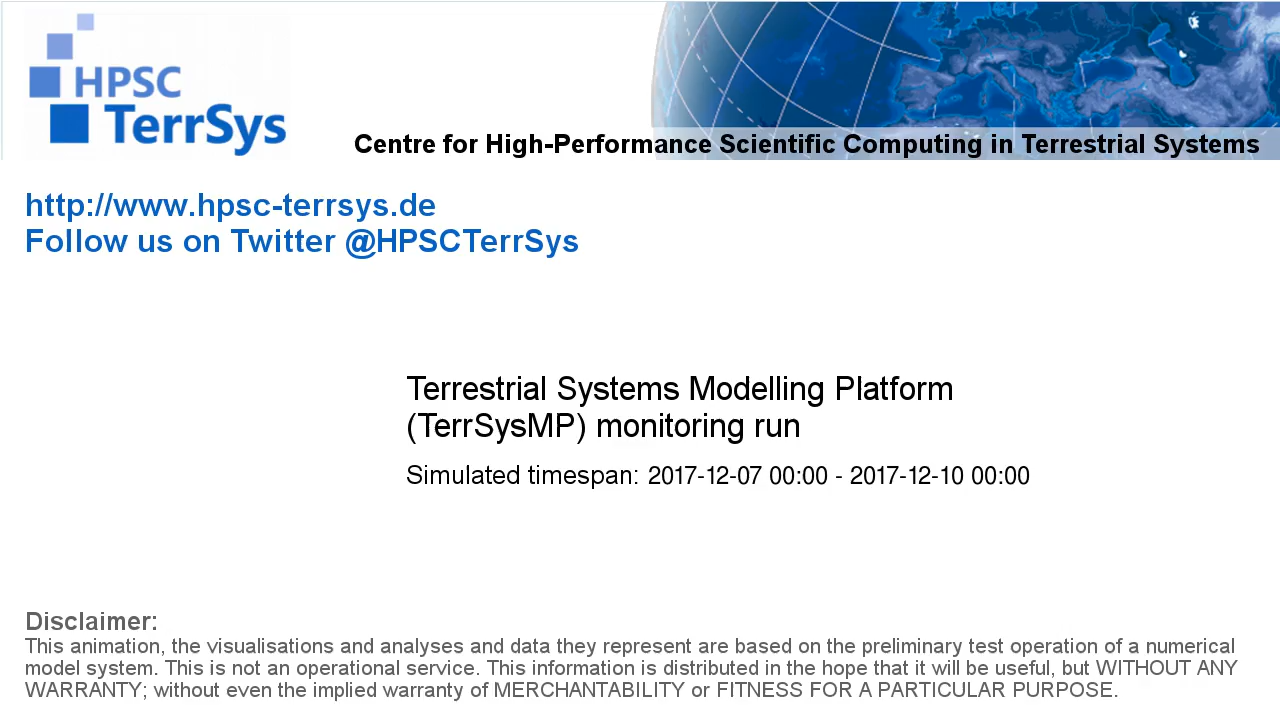 HPSC
TerrSys
Centre for High-Performance Scientific Computing in Terrestrial Systems
http://www.hpsc-terrsys.de
Follow us on Twitter @HPSCTerrSys
Terrestrial Systems Modelling Platform
(TerrSysMP) monitoring run
Simulated timespan: 2017-12-07 00:00 - 2017-12-10 00:00
Disclaimer:
This animation, the visualisations and analyses and data they represent are based on the preliminary test operation of a numerical
model system. This is not an operational service. This information is distributed in the hope that it will be useful, but WITHOUT ANY
WARRANTY; without even the implied warranty of MERCHANTABILITY or FITNESS FOR A PARTICULAR PURPOSE.